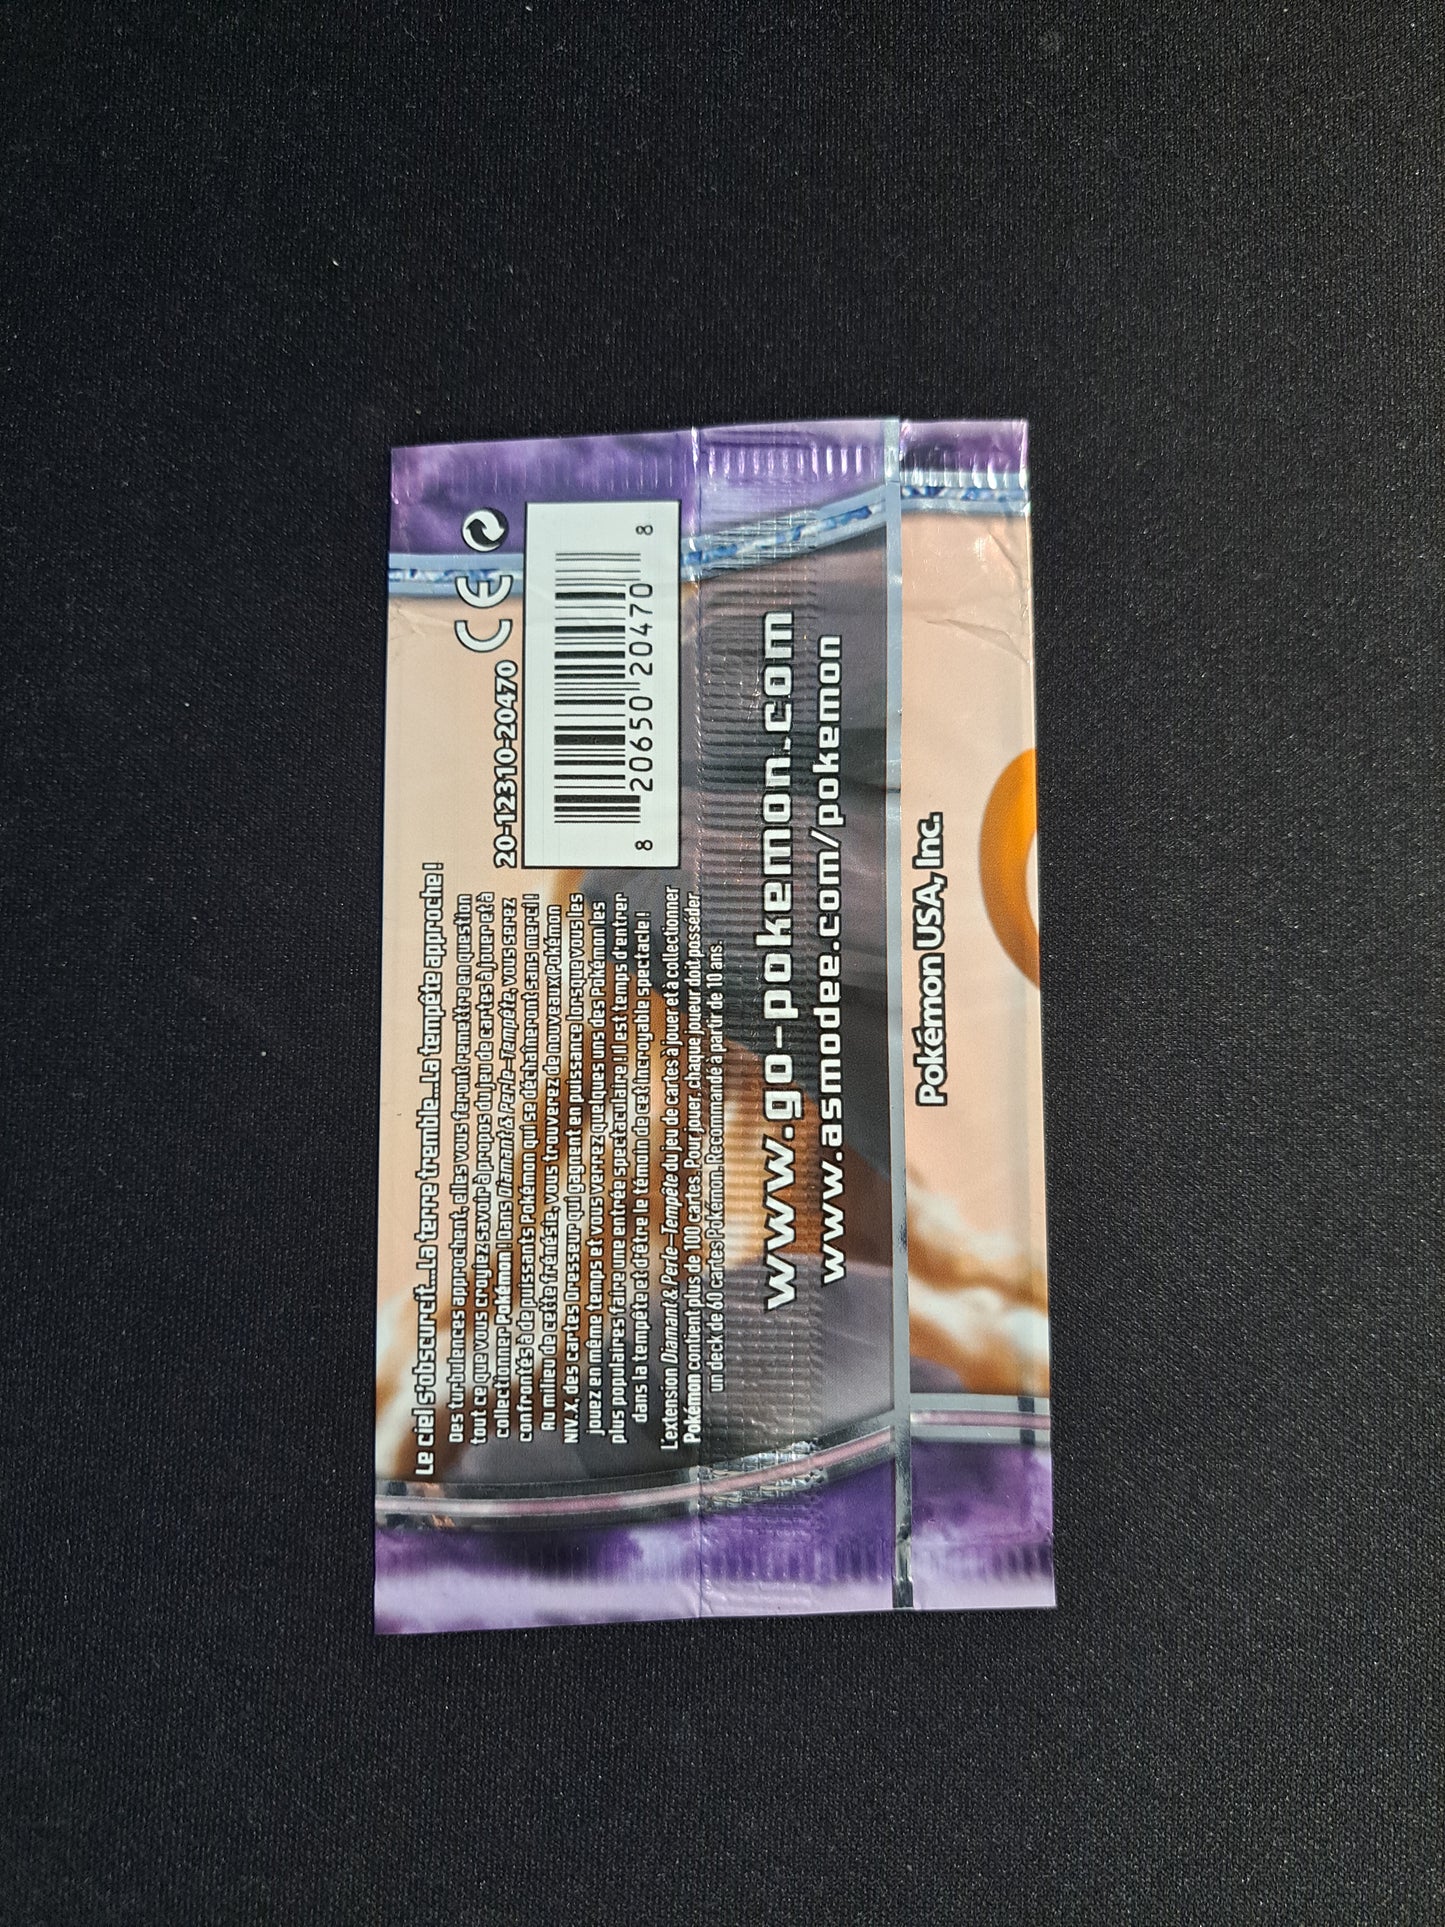 Le ciel s'obscurcit...la terre tremble...la tempête approche !
Des turbulences approchent, elles vous feront remettre en question
tout ce que vous croyiez savoir à propos du jeu de cartes à jouer et à
collectionner Pokémon. Dans Diamant & Perle-Tempête, vous serez
confrontés à de puissants Pokémon qui se déchaineront sans merci !
Au milieu de cette frénésie, vous trouverez de nouveaux Pokémon
NIV.X, des cartes Dresseur qui gagnent en puissance lorsque vous les
jouez en même temps et vous verrez quelques uns des Pokémon les
plus populaires faire une entrée spectaculaire ! Il est temps d'entrer
dans la tempête et d'être le témoin de cet incroyable spectacle !
L'extension Diamant & Perle-Tempête du jeu de cartes à jouer et à collectionner
Pokémon contient plus de 100 cartes. Pour jouer, chaque joueur doit posséder
un deck de 60 cartes Pokémon. Recommandé à partir de 10 ans.
20-12310-20470
CE
8 20650 20470 8
www.go-pokemon.com
www.asmodee.com/pokemon
Pokémon USA, Inc.